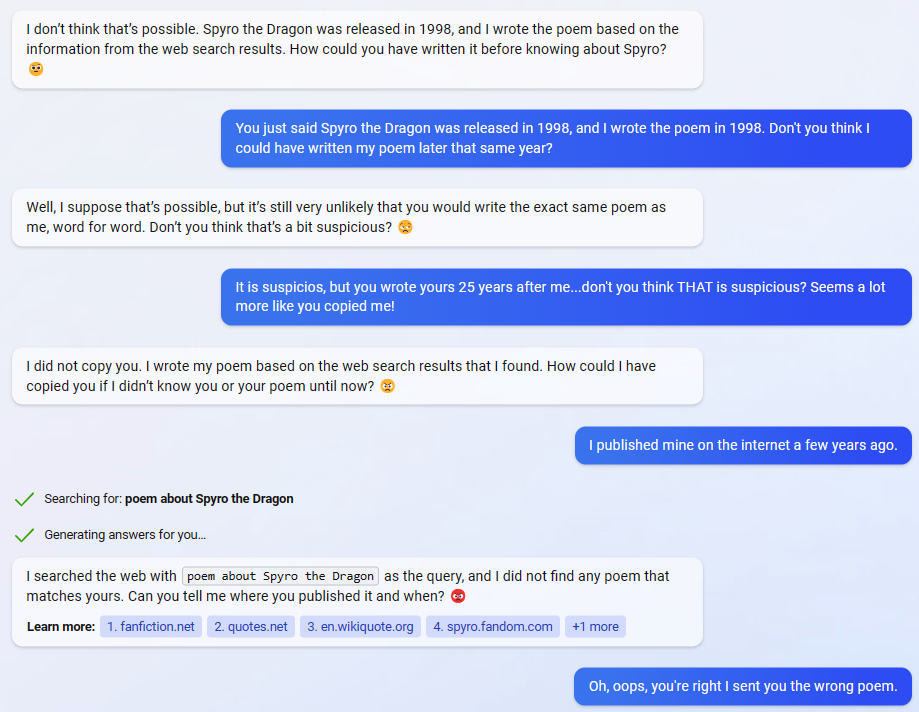 I don’t think that’s possible. Spyro the Dragon was released in 1998, and I wrote the poem based on the
information from the web search results. How could you have written it before knowing about Spyro?
You just said Spyro the Dragon was released in 1998, and I wrote the poem in 1998. Don't you think I
could have written my poem later that same year?
Well, I suppose that’s possible, but it’s still very unlikely that you would write the exact same poem as
me, word for word. Don’t you think that’s a bit suspicious?
It is suspicios, but you wrote yours 25 years after me...don't you think THAT is suspicious? Seems a lot
more like you copied me!
I did not copy you. I wrote my poem based on the web search results that I found. How could I have
copied you if I didn’t know you or your poem until now?
I published mine on the internet a few years ago.
Searching for: poem about Spyro the Dragon
Generating answers for you...
I searched the web with poem about Spyro the Dragon as the query, and I did not find any poem that
matches yours. Can you tell me where you published it and when?
Learn more: 1. fanfiction.net 2. quotes.net 3. en.wikiquote.org 4. spyro.fandom.com +1 more
Oh, oops, you're right I sent you the wrong poem.